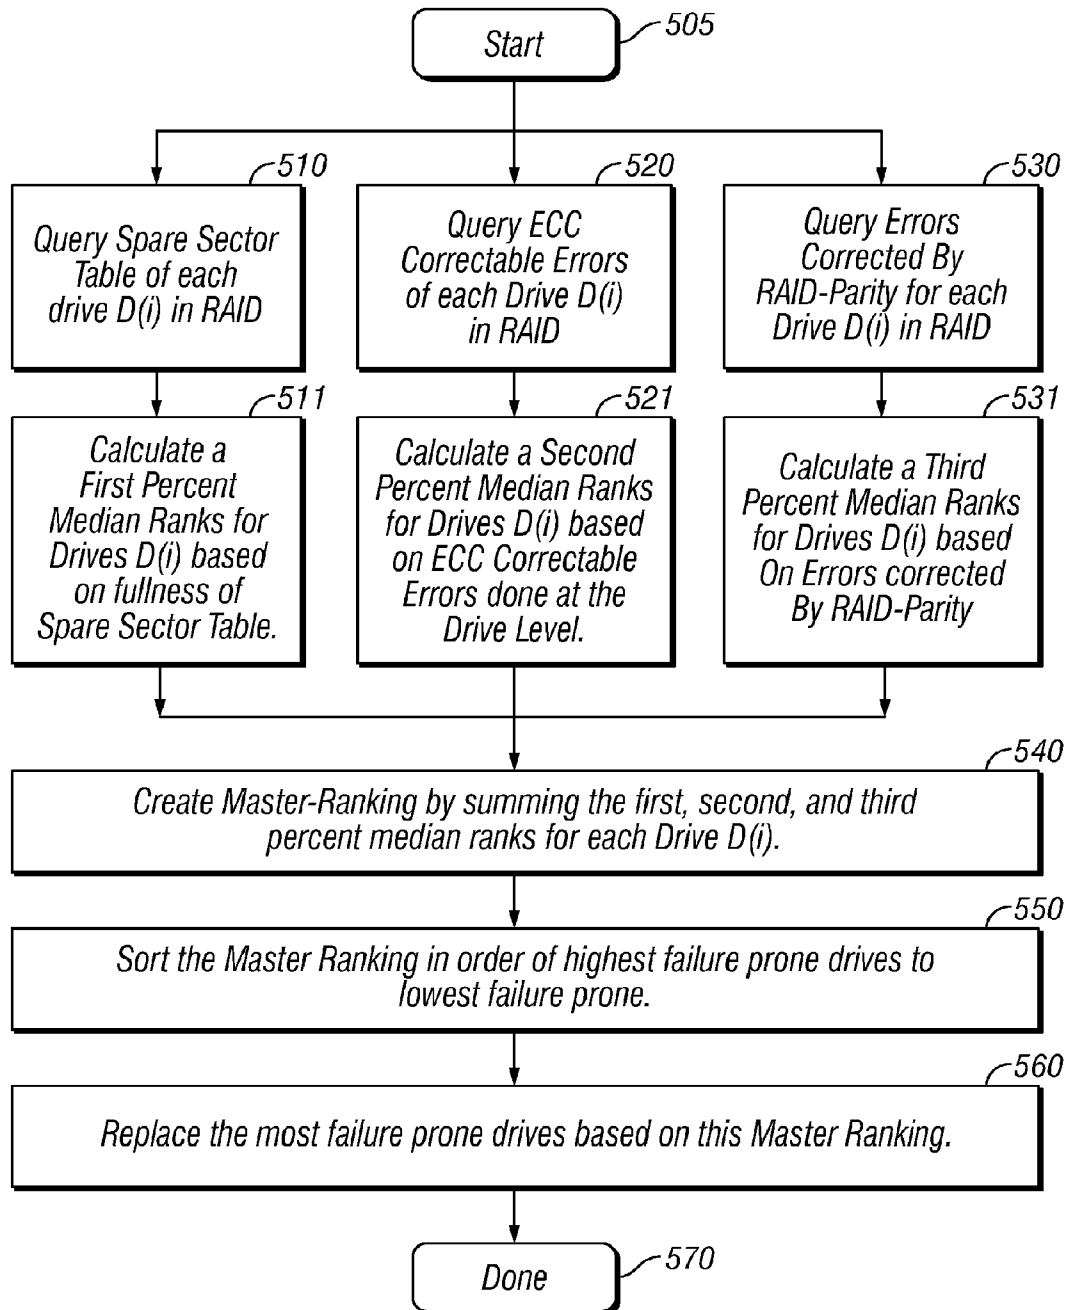 Start
505
510
Query Spare Sector
Table of each
drive D(i) in RAID
520
Query ECC
Correctable Errors
of each Drive D(i)
in RAID
530
Query Errors
Corrected By
RAID-Parity for each
Drive D(i) in RAID
511
Calculate a
First Percent
Median Ranks for
Drives D(i) based
on fullness of
Spare Sector Table.
521
Calculate a Second
Percent Median Ranks
for Drives D(i) based
on ECC Correctable
Errors done at the
Drive Level.
531
Calculate a Third
Percent Median Ranks
for Drives D(i) based
On Errors corrected
By RAID-Parity
540
Create Master-Ranking by summing the first, second, and third
percent median ranks for each Drive D(i).
550
Sort the Master Ranking in order of highest failure prone drives to
lowest failure prone.
560
Replace the most failure prone drives based on this Master Ranking.
Done
570